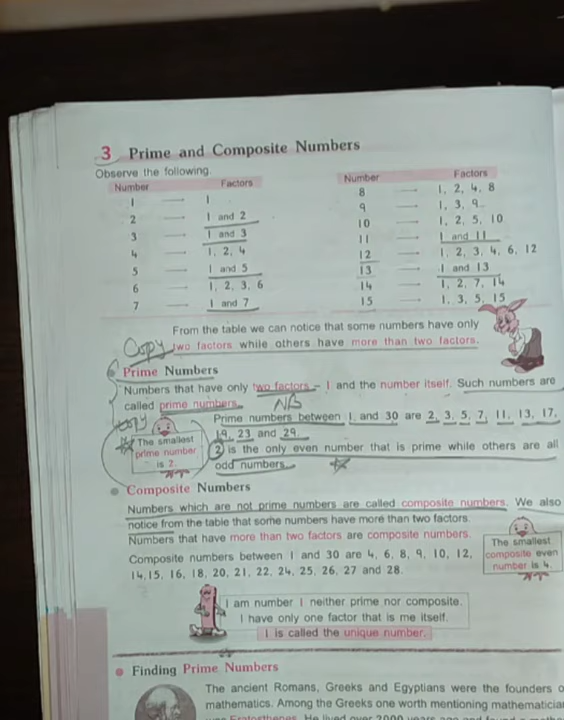 3 Prime and Composite Numbers
Observe the following.
Number Factors
1 — 1
2 — 1 and 2
3 — 1 and 3
4 — 1, 2, 4
5 — 1 and 5
6 — 1, 2, 3, 6
7 — 1 and 7
Number Factors
8 — 1, 2, 4, 8
9 — 1, 3, 9
10 — 1, 2, 5, 10
11 — 1 and 11
12 — 1, 2, 3, 4, 6, 12
13 — 1 and 13
14 — 1, 2, 7, 14
15 — 1, 3, 5, 15
From the table we can notice that some numbers have only
Copy two factors while others have more than two factors.
Prime Numbers
Numbers that have only two factors – 1 and the number itself. Such numbers are
called prime numbers. NB
Copy
The smallest
prime number
is 2.
Prime numbers between 1 and 30 are 2, 3, 5, 7, 11, 13, 17,
19, 23 and 29.
2 is the only even number that is prime while others are all
odd numbers.
Composite Numbers
Numbers which are not prime numbers are called composite numbers. We also
notice from the table that some numbers have more than two factors.
Numbers that have more than two factors are composite numbers.
Composite numbers between 1 and 30 are 4, 6, 8, 9, 10, 12,
14, 15, 16, 18, 20, 21, 22, 24, 25, 26, 27 and 28.
The smallest
composite even
number is 4.
I am number 1 neither prime nor composite.
I have only one factor that is me itself.
1 is called the unique number.
Finding Prime Numbers
The ancient Romans, Greeks and Egyptians were the founders o
mathematics. Among the Greeks one worth mentioning mathematicia